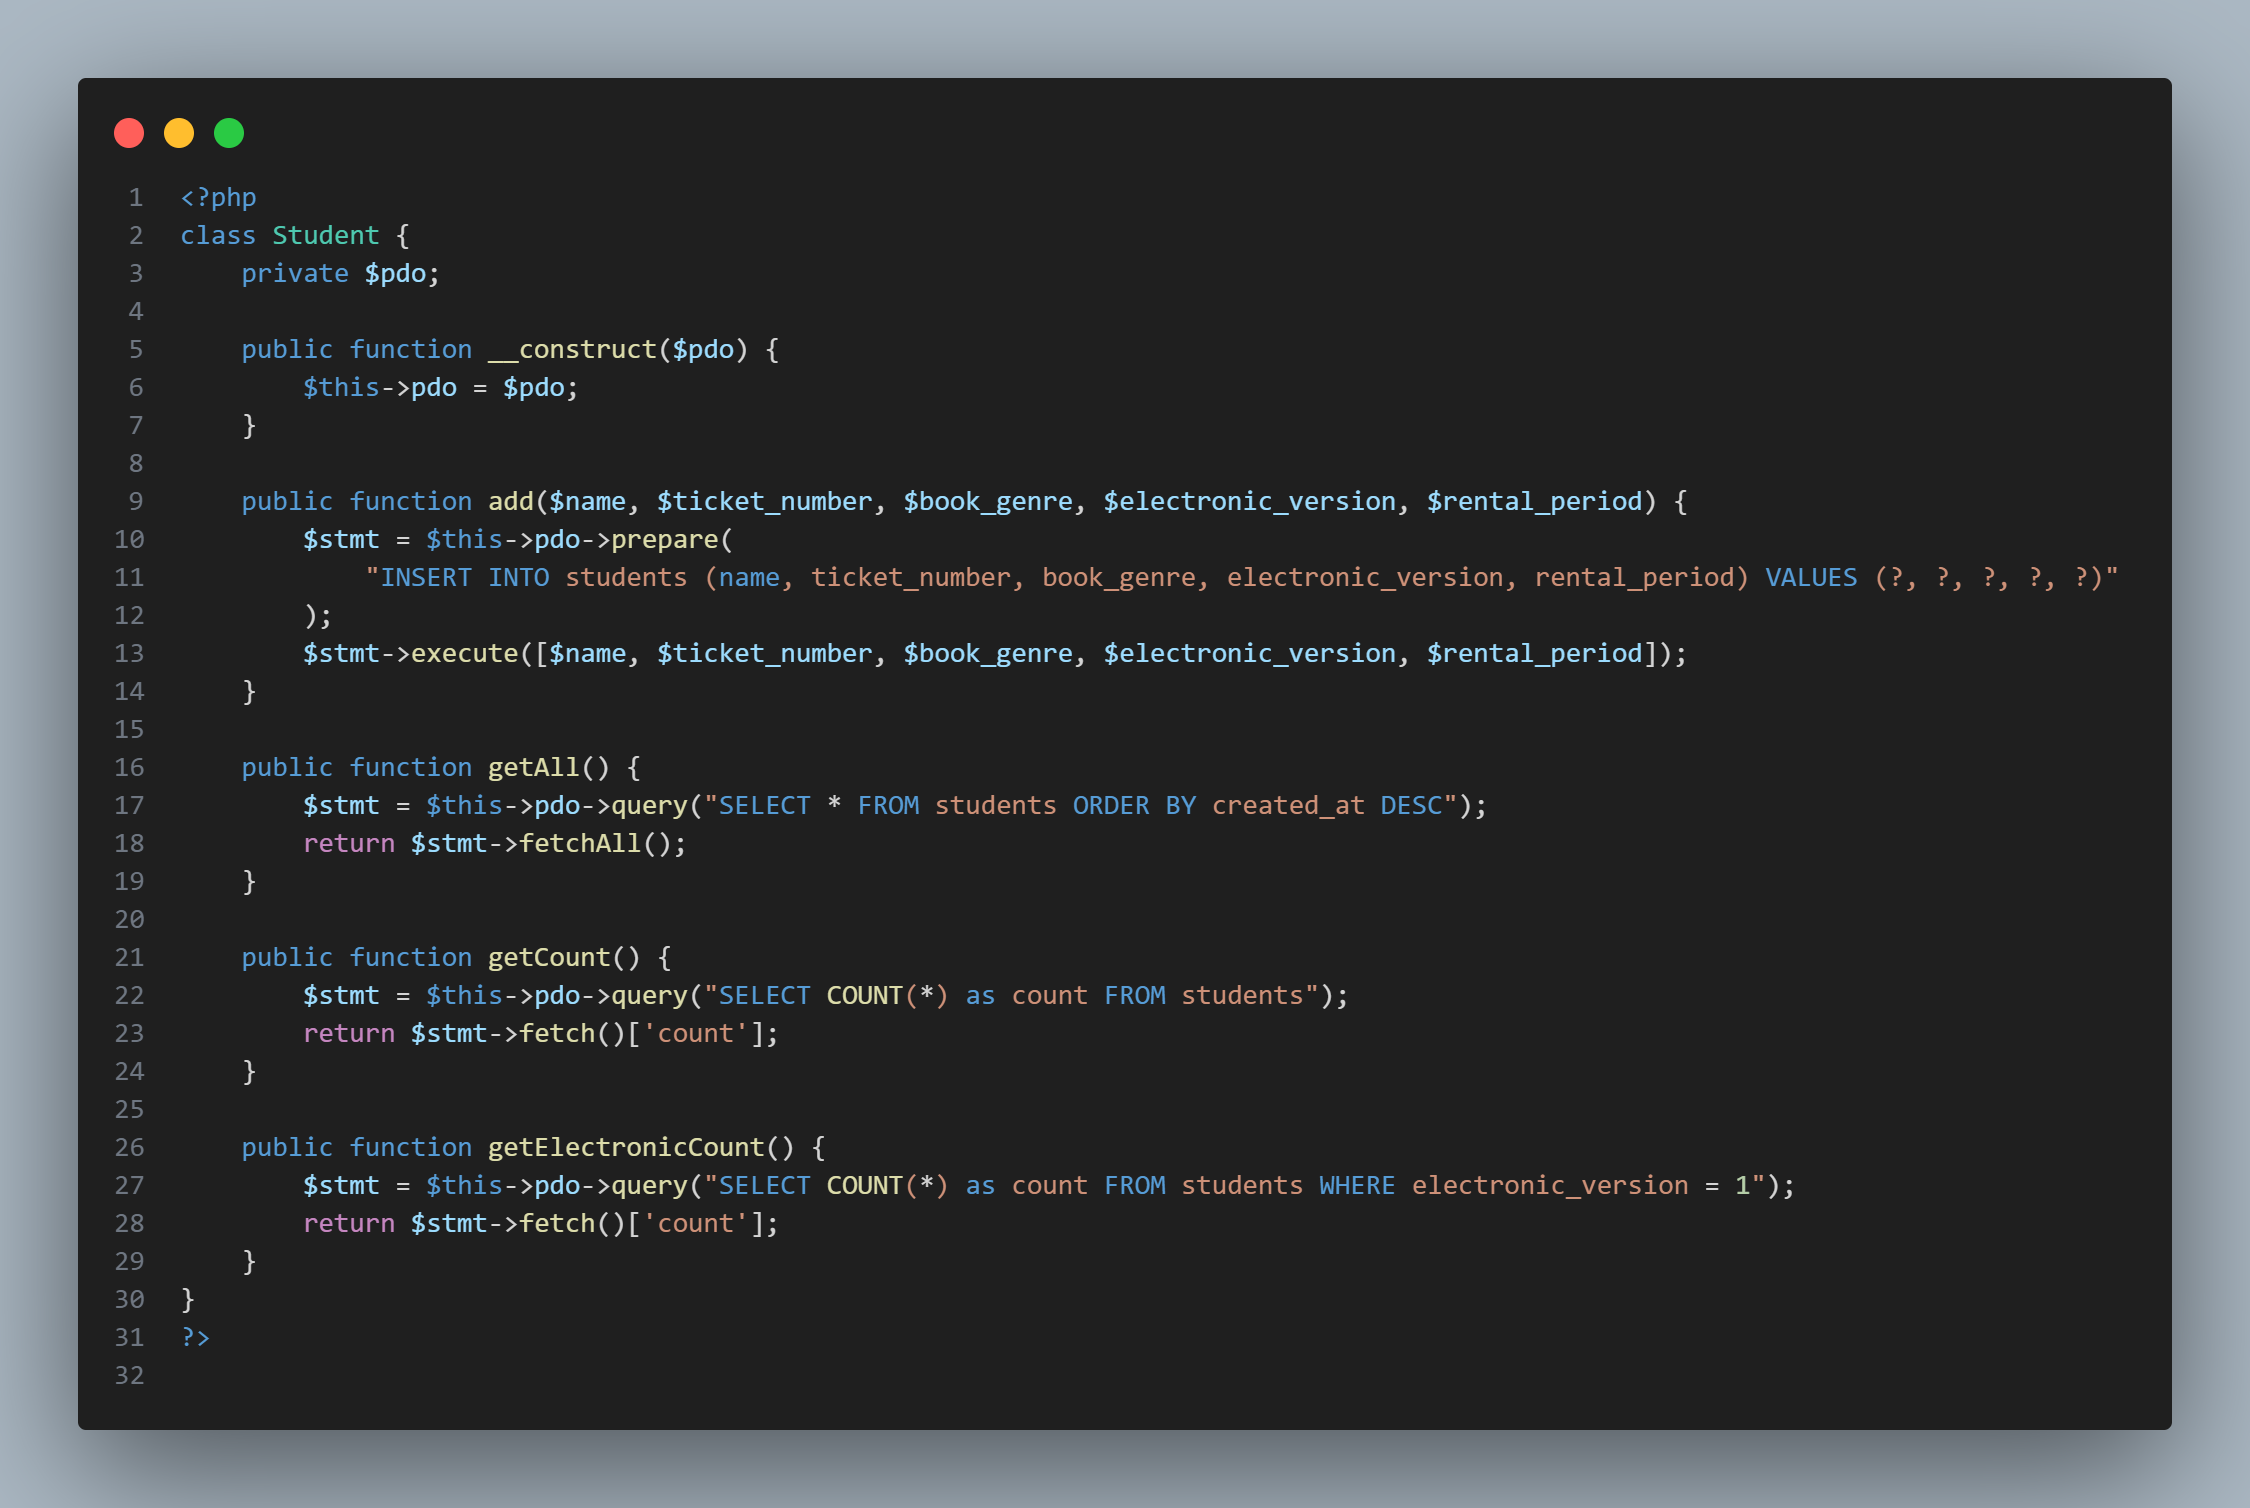 1 <?php
2 class Student {
3     private $pdo;
4
5     public function __construct($pdo) {
6         $this->pdo = $pdo;
7     }
8
9     public function add($name, $ticket_number, $book_genre, $electronic_version, $rental_period) {
10         $stmt = $this->pdo->prepare(
11             "INSERT INTO students (name, ticket_number, book_genre, electronic_version, rental_period) VALUES (?, ?, ?, ?, ?)"
12         );
13         $stmt->execute([$name, $ticket_number, $book_genre, $electronic_version, $rental_period]);
14     }
15
16     public function getAll() {
17         $stmt = $this->pdo->query("SELECT * FROM students ORDER BY created_at DESC");
18         return $stmt->fetchAll();
19     }
20
21     public function getCount() {
22         $stmt = $this->pdo->query("SELECT COUNT(*) as count FROM students");
23         return $stmt->fetch()['count'];
24     }
25
26     public function getElectronicCount() {
27         $stmt = $this->pdo->query("SELECT COUNT(*) as count FROM students WHERE electronic_version = 1");
28         return $stmt->fetch()['count'];
29     }
30 }
31 ?>
32